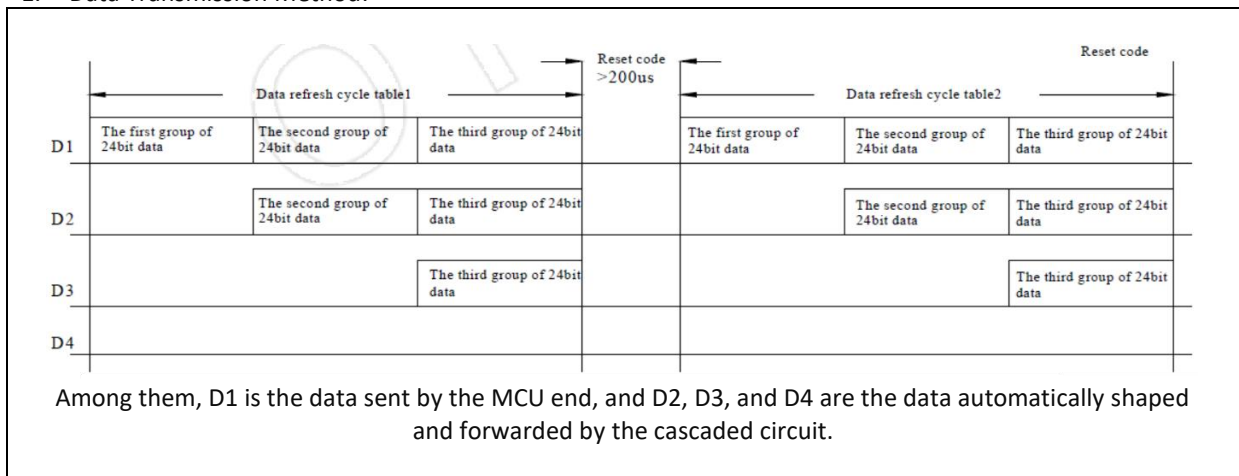 Reset code
>200us
Reset code
Data refresh cycle table1
Data refresh cycle table2
D1
The first group of
24bit data
The second group of
24bit data
The third group of 24bit
data
The first group of
24bit data
The second group of
24bit data
The third group of 24bit
data
D2
The second group of
24bit data
The third group of 24bit
data
The second group of
24bit data
The third group of 24bit
data
D3
The third group of 24bit
data
The third group of 24bit
data
D4
Among them, D1 is the data sent by the MCU end, and D2, D3, and D4 are the data automatically shaped
and forwarded by the cascaded circuit.